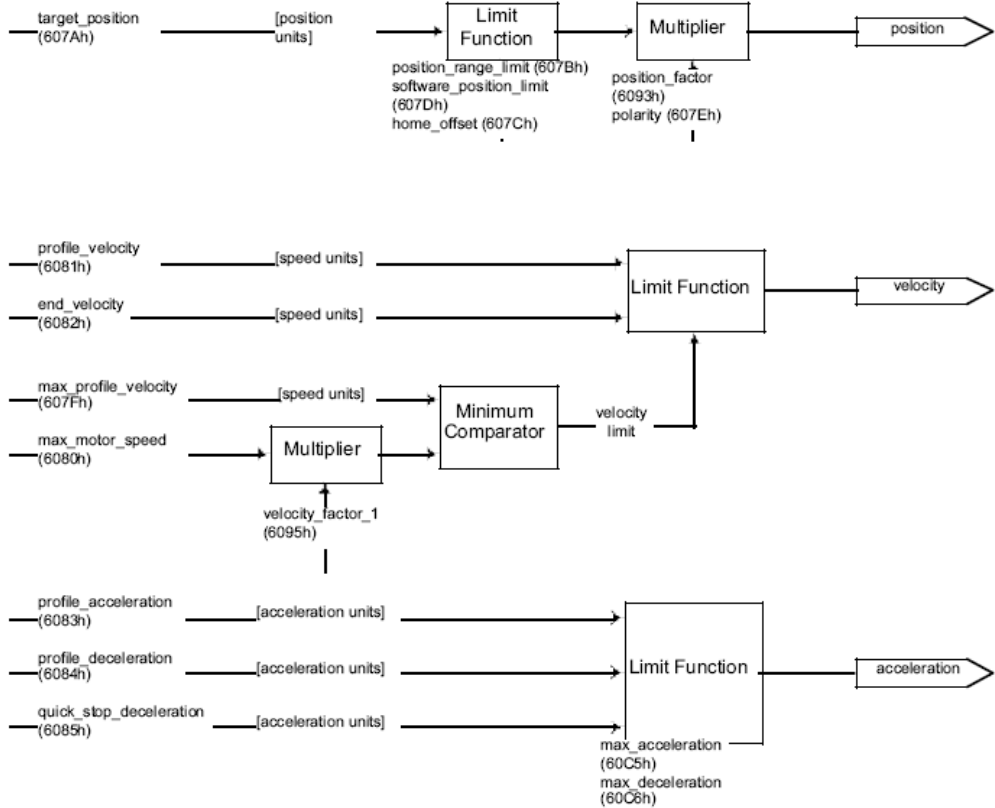 target_position
(607Ah)
[position
units]
Limit
Function
Multiplier
position
position_range_limit (607Bh)
software_position_limit
(607Dh)
home_offset (607Ch)
position_factor
(6093h)
polarity (607Eh)
profile_velocity
(6081h)
[speed units]
end_velocity
(6082h)
[speed units]
Limit Function
velocity
max_profile_velocity
(607Fh)
[speed units]
max_motor_speed
(6080h)
Multiplier
Minimum
Comparator
velocity
limit
velocity_factor_1
(6095h)
profile_acceleration
(6083h)
[acceleration units]
profile_deceleration
(6084h)
[acceleration units]
Limit Function
acceleration
quick_stop_deceleration
(6085h)
[acceleration units]
max_acceleration
(60C5h)
max_deceleration
(60C6h)